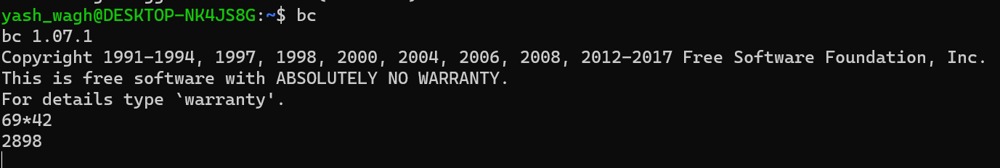 yash_wagh@DESKTOP-NK4JS8G:~$ bc
bc 1.07.1
Copyright 1991-1994, 1997, 1998, 2000, 2004, 2006, 2008, 2012-2017 Free Software Foundation, Inc.
This is free software with ABSOLUTELY NO WARRANTY.
For details type `warranty'.
69*42
2898